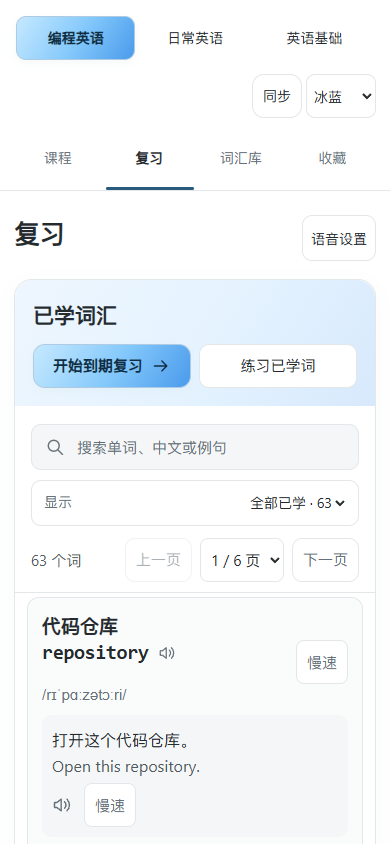 编程英语 日常英语 英语基础
同步 冰蓝
课程 复习 词汇库 收藏
复习 语音设置
已学词汇
开始到期复习 → 练习已学词
搜索单词、中文或例句
显示 全部已学 · 63
63 个词 上一页 1 / 6 页 下一页
代码仓库
repository
慢速
/rɪˈpɑːzətɔːri/
打开这个代码仓库。
Open this repository.
慢速